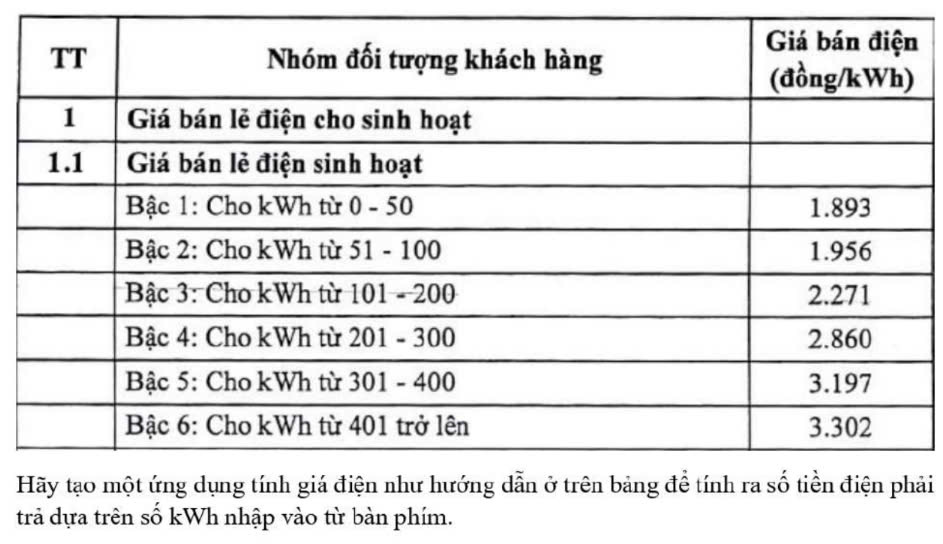 TT Nhóm đối tượng khách hàng Giá bán điện (đồng/kWh)
1 Giá bán lẻ điện cho sinh hoạt
1.1 Giá bán lẻ điện sinh hoạt
Bậc 1: Cho kWh từ 0 - 50 1.893
Bậc 2: Cho kWh từ 51 - 100 1.956
Bậc 3: Cho kWh từ 101 - 200 2.271
Bậc 4: Cho kWh từ 201 - 300 2.860
Bậc 5: Cho kWh từ 301 - 400 3.197
Bậc 6: Cho kWh từ 401 trở lên 3.302
Hãy tạo một ứng dụng tính giá điện như hướng dẫn ở trên bảng để tính ra số tiền điện phải
trả dựa trên số kWh nhập vào từ bàn phím.